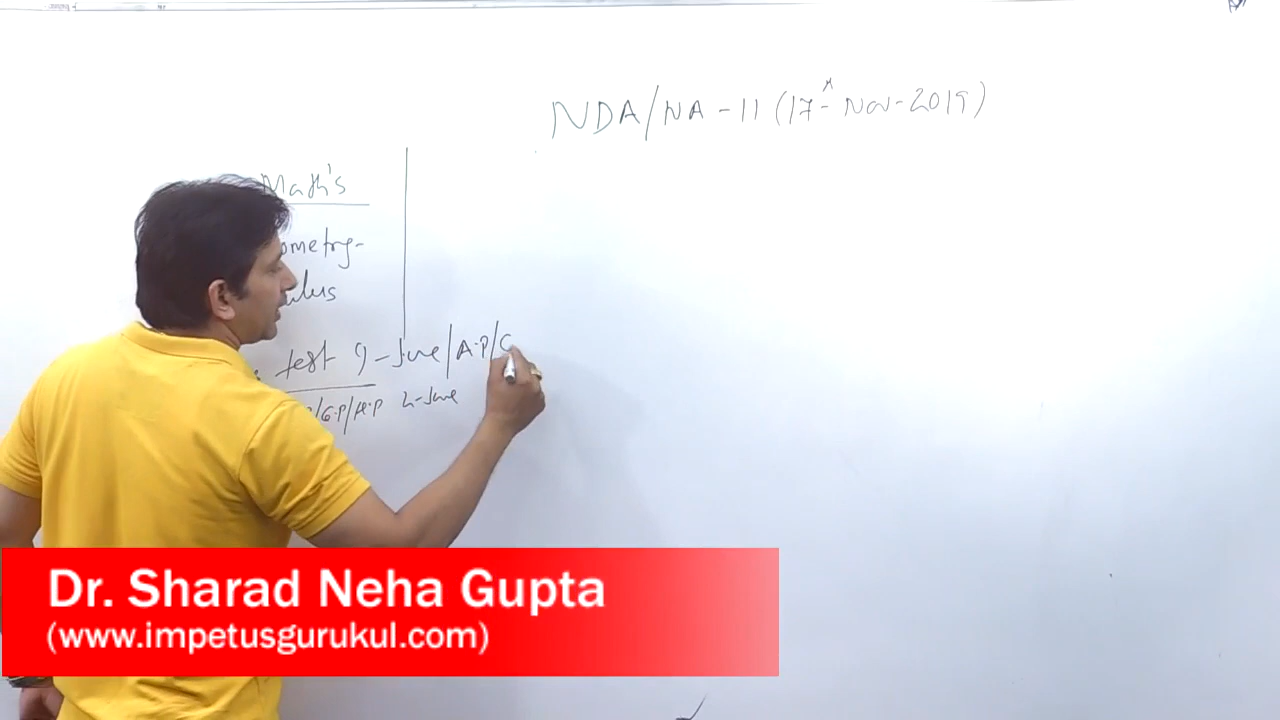 NDA/NA-II (17th Nov-2019)
Math's
ometry-
ulus
test 9-June/A.P/G
/G.P/H.P 2-June
Dr. Sharad Neha Gupta
(www.impetusgurukul.com)